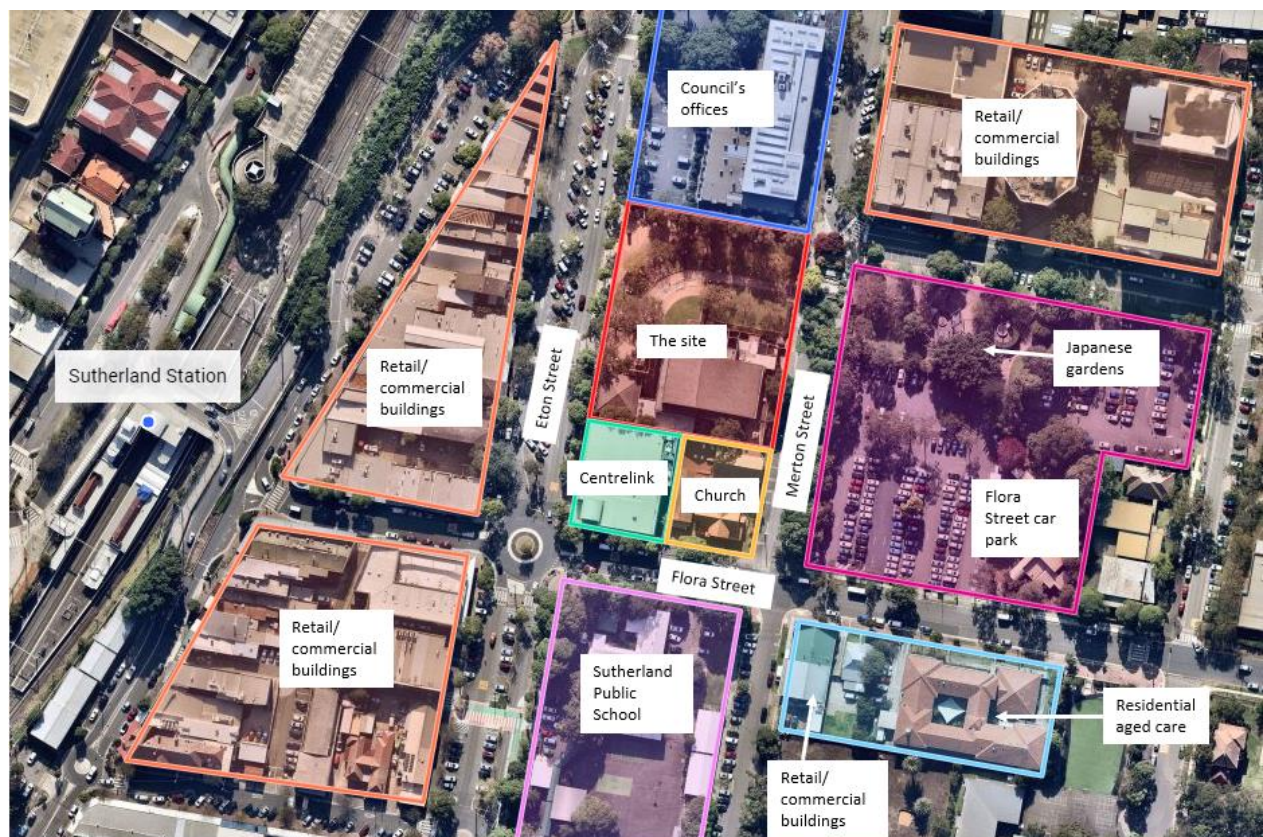 Council's
offices
Retail/
commercial
buildings
The site
Japanese
gardens
Sutherland Station
Retail/
commercial
buildings
Eton Street
Merton Street
Centrelink
Church
Flora
Street car
park
Flora Street
Retail/
commercial
buildings
Sutherland
Public
School
Residential
aged care
Retail/
commercial
buildings